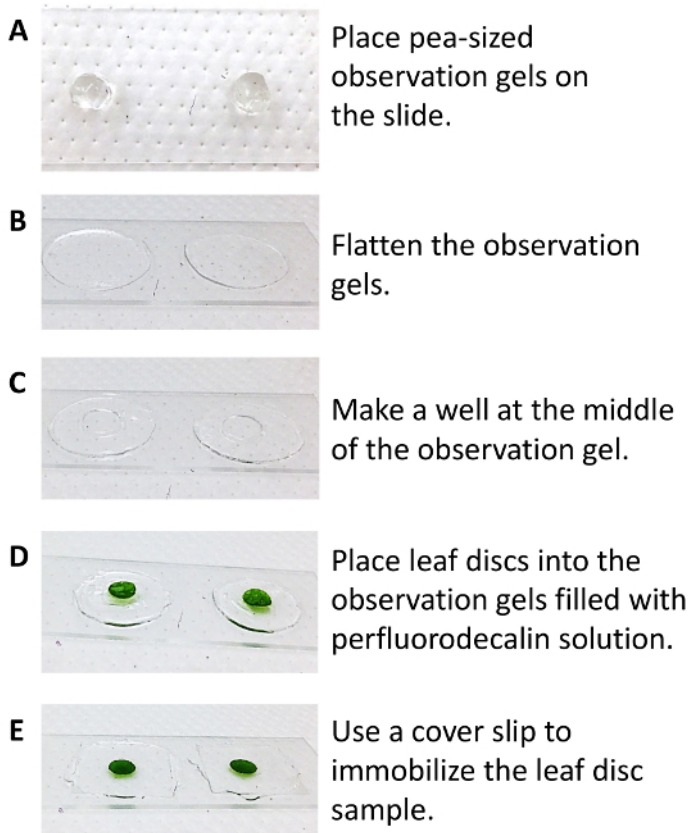 A
Place pea-sized
observation gels on
the slide.
B
Flatten the observation
gels.
C
Make a well at the middle
of the observation gel.
D
Place leaf discs into the
observation gels filled with
perfluorodecalin solution.
E
Use a cover slip to
immobilize the leaf disc
sample.